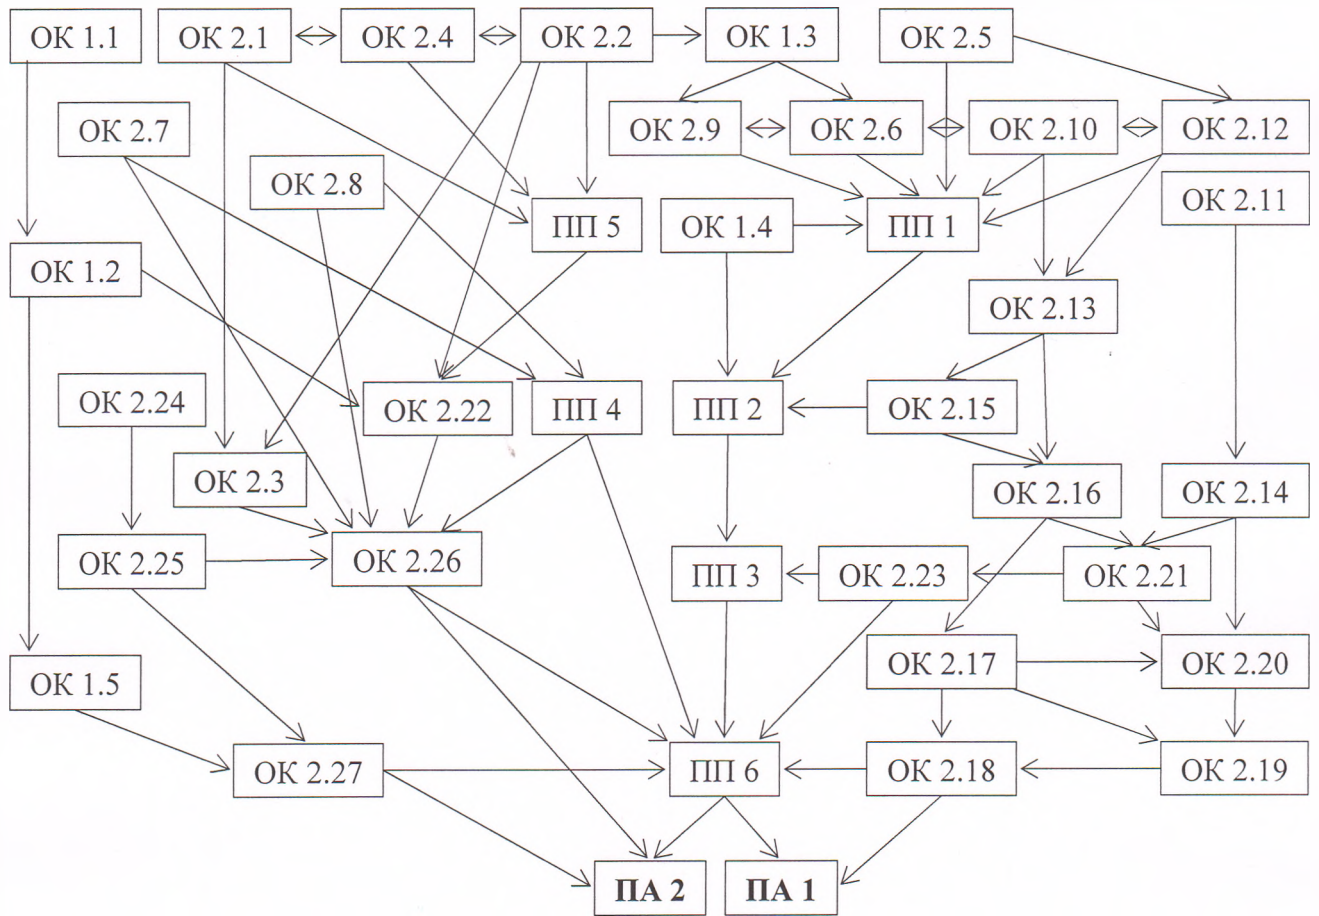 ОК 1.1
ОК 2.1
ОК 2.4
ОК 2.2
ОК 1.3
ОК 2.5
ОК 2.7
ОК 2.9
ОК 2.6
ОК 2.10
ОК 2.12
ОК 2.8
ОК 2.11
ПП 5
ОК 1.4
ПП 1
ОК 1.2
ОК 2.13
ОК 2.24
ОК 2.22
ПП 4
ПП 2
ОК 2.15
ОК 2.3
ОК 2.16
ОК 2.14
ОК 2.25
ОК 2.26
ПП 3
ОК 2.23
ОК 2.21
ОК 1.5
ОК 2.17
ОК 2.20
ОК 2.27
ПП 6
ОК 2.18
ОК 2.19
ПА 2
ПА 1